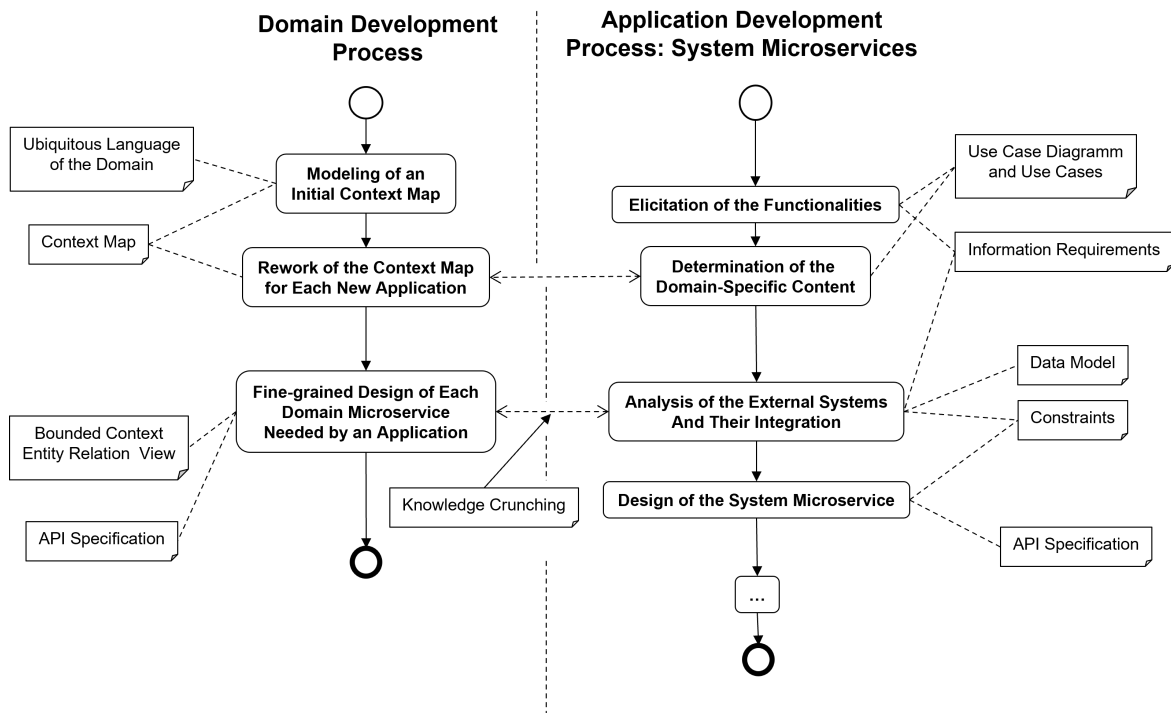 Domain Development
Process
Application Development
Process: System Microservices
Ubiquitous Language
of the Domain
Modeling of an
Initial Context Map
Context Map
Rework of the Context Map
for Each New Application
Fine-grained Design of Each
Domain Microservice
Needed by an Application
Bounded Context
Entity Relation View
API Specification
Knowledge Crunching
Elicitation of the Functionalities
Use Case Diagramm
and Use Cases
Determination of the
Domain-Specific Content
Information Requirements
Analysis of the External Systems
And Their Integration
Data Model
Constraints
Design of the System Microservice
API Specification
...